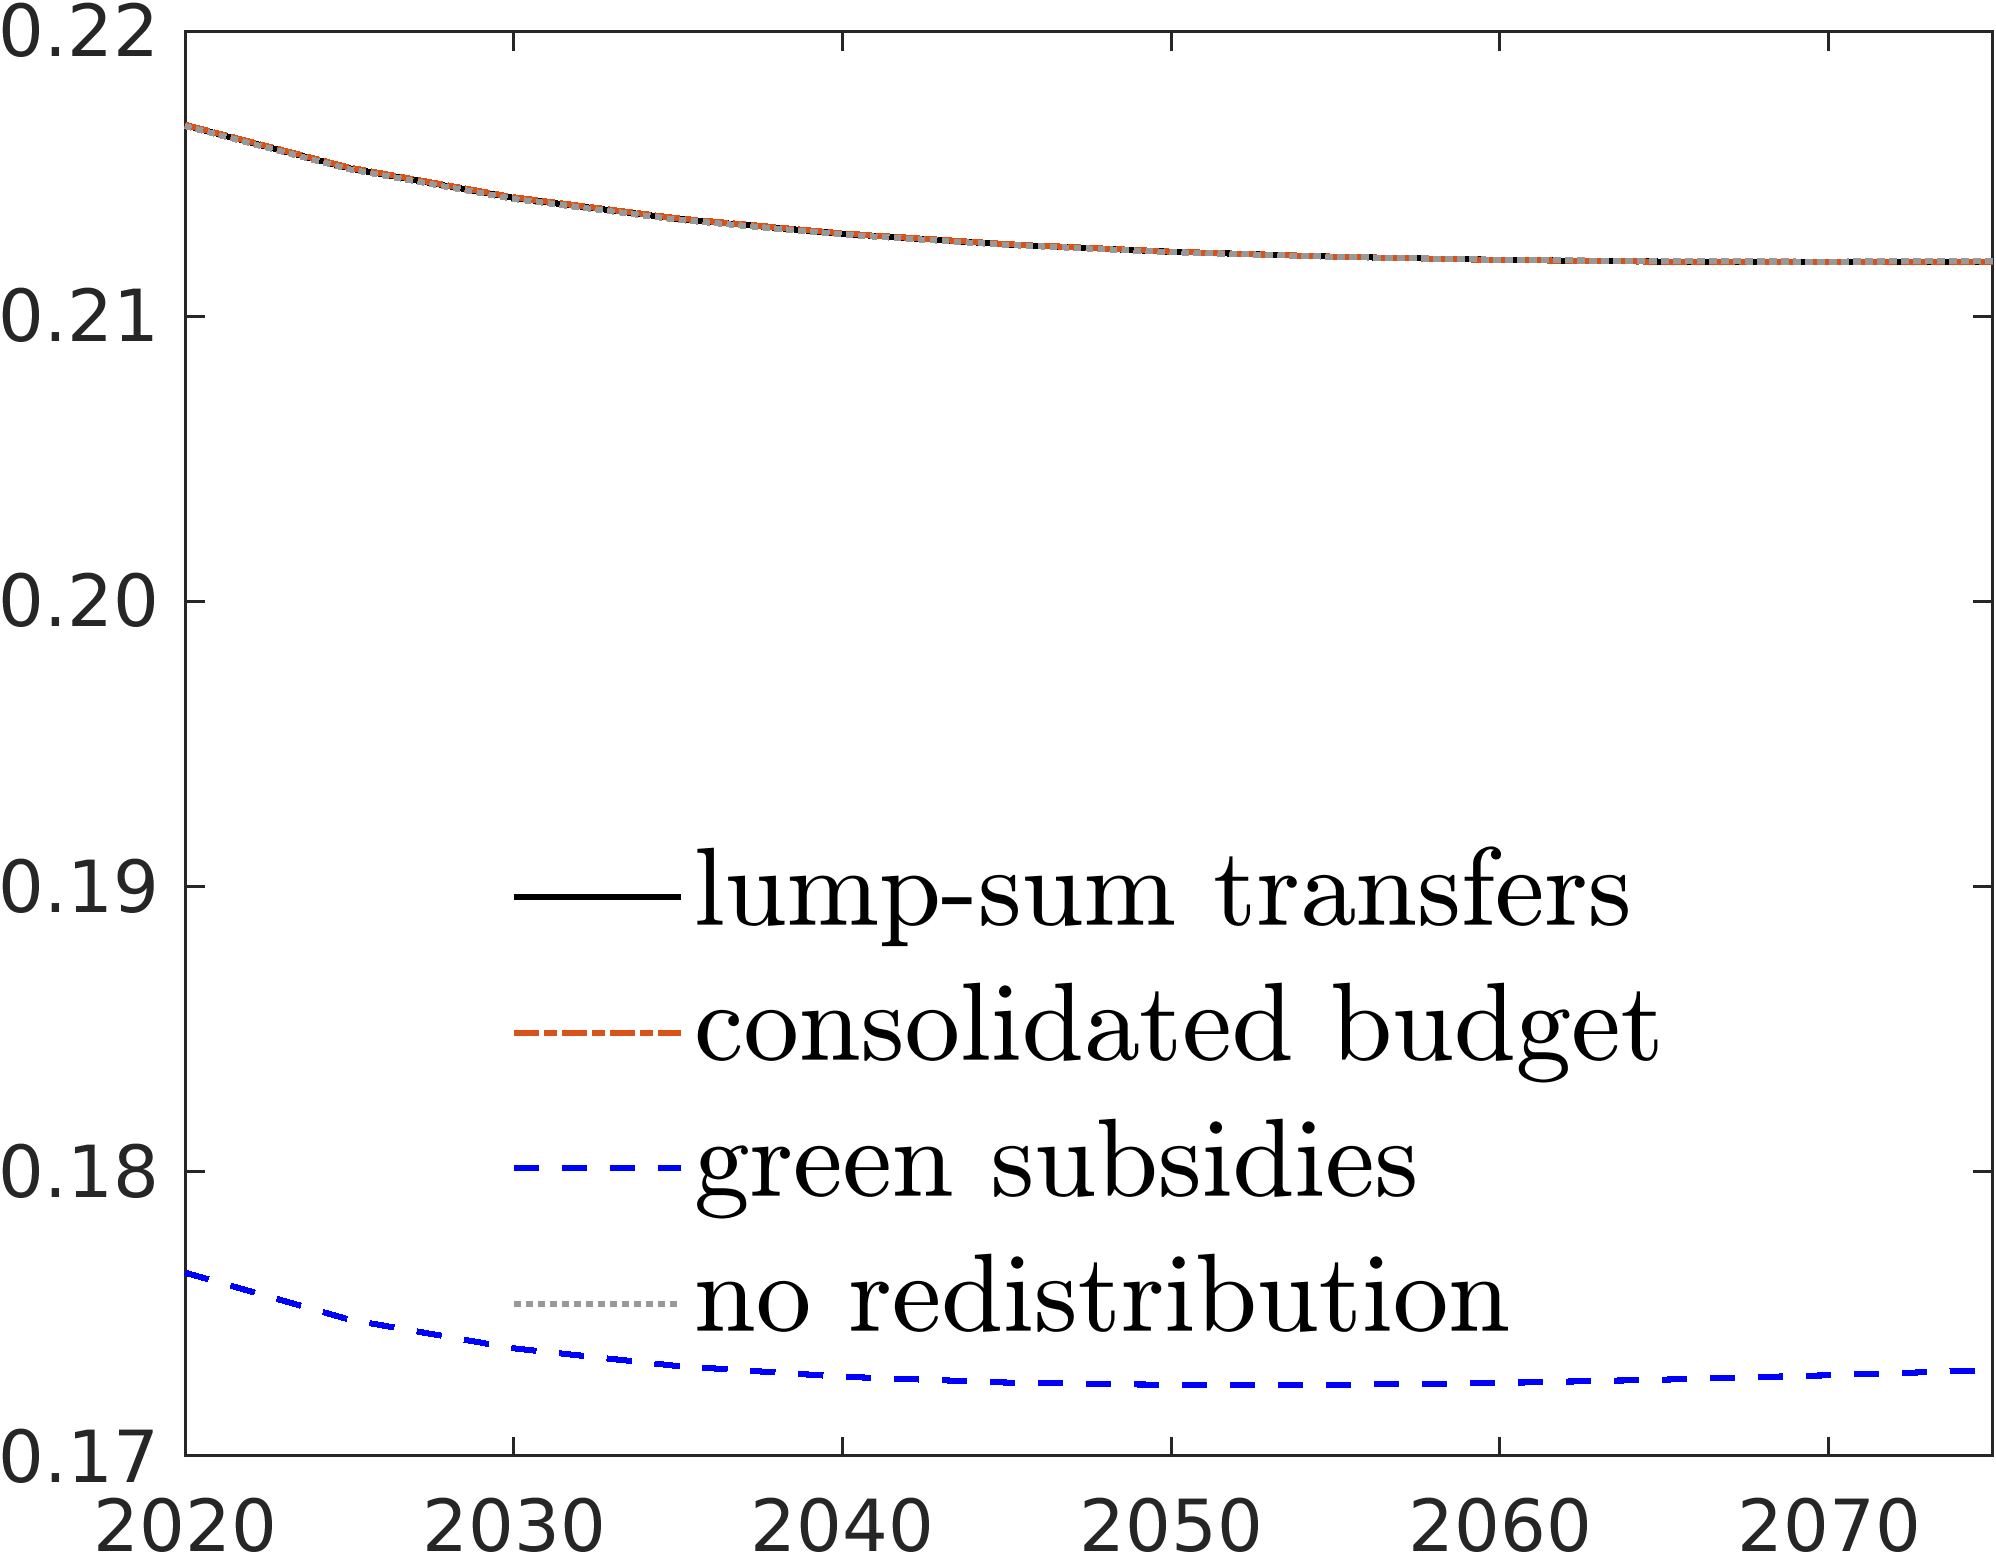 0.22
0.21
0.20
0.19
0.18
0.17
lump-sum transfers
consolidated budget
green subsidies
no redistribution
2020 2030 2040 2050 2060 2070